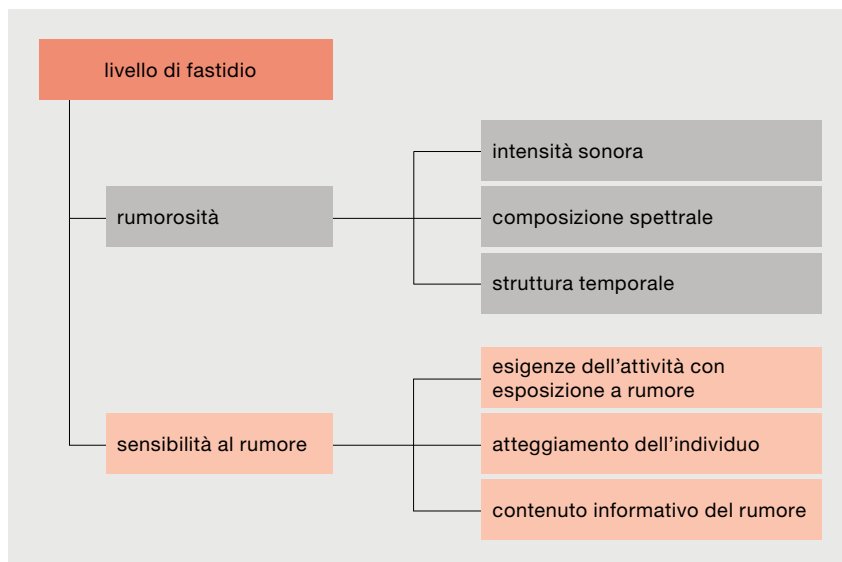 livello di fastidio
intensità sonora
rumorosità
composizione spettrale
struttura temporale
esigenze dell'attività con
esposizione a rumore
sensibilità al rumore
atteggiamento dell'individuo
contenuto informativo del rumore